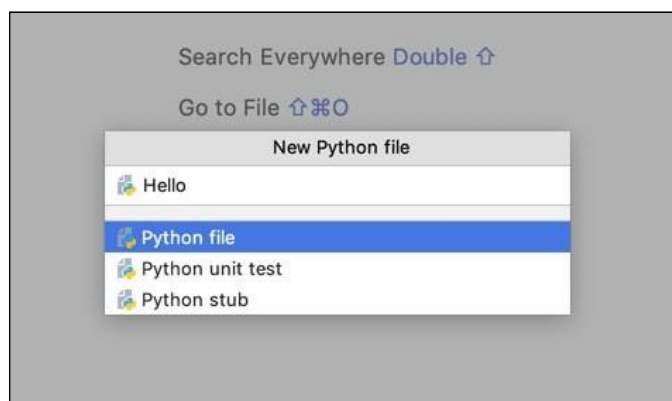 Search Everywhere Double ⇧
Go to File ⇧⌘O
New Python file
Hello
Python file
Python unit test
Python stub